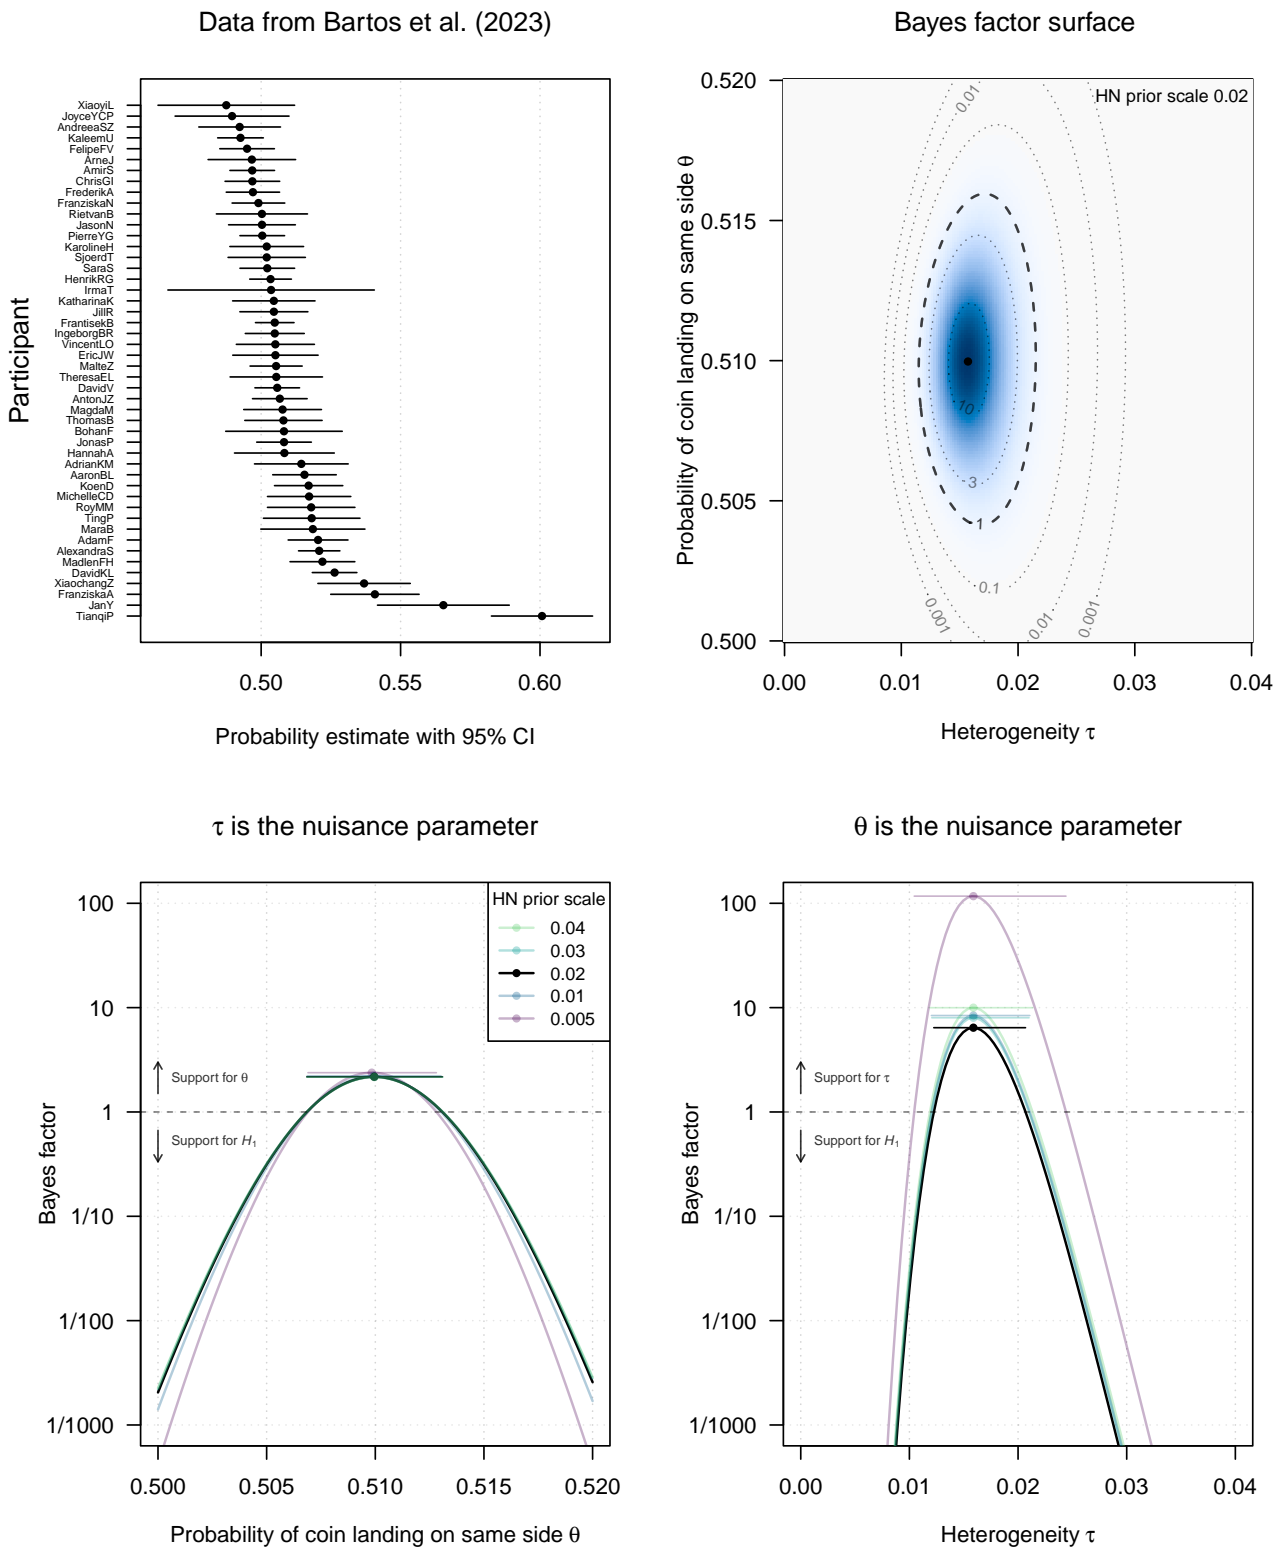 Data from Bartos et al. (2023)
Participant
XiaoyiL
JoyceYCP
AndreeaSZ
KaleemU
FelipeFV
ArneJ
AmirS
ChrisGI
FrederikA
FranziskaN
RietvanB
JasonN
PierreYG
KarolineH
SjoerdT
SaraS
HenrikRG
IrmaT
KatharinaK
JillR
FrantisekB
IngeborgBR
VincentLO
EricJW
MalteZ
TheresaEL
DavidV
AntonJZ
MagdaM
ThomasB
BohanF
JonasP
HannahA
AdrianKM
AaronBL
KoenD
MichelleCD
RoyMM
TingP
MaraB
AdamF
AlexandraS
MadlenFH
DavidKL
XiaochangZ
FranziskaA
JanY
TianqiP
0.50 0.55 0.60
Probability estimate with 95% CI
Bayes factor surface
HN prior scale 0.02
Probability of coin landing on same side θ
0.520
0.515
0.510
0.505
0.500
0.01
10
3
1
0.1
0.001
0.01
0.001
0.00 0.01 0.02 0.03 0.04
Heterogeneity τ
τ is the nuisance parameter
HN prior scale
0.04
0.03
0.02
0.01
0.005
Bayes factor
100
10
1
1/10
1/100
1/1000
Support for θ
Support for H1
0.500 0.505 0.510 0.515 0.520
Probability of coin landing on same side θ
θ is the nuisance parameter
Bayes factor
100
10
1
1/10
1/100
1/1000
Support for τ
Support for H1
0.00 0.01 0.02 0.03 0.04
Heterogeneity τ